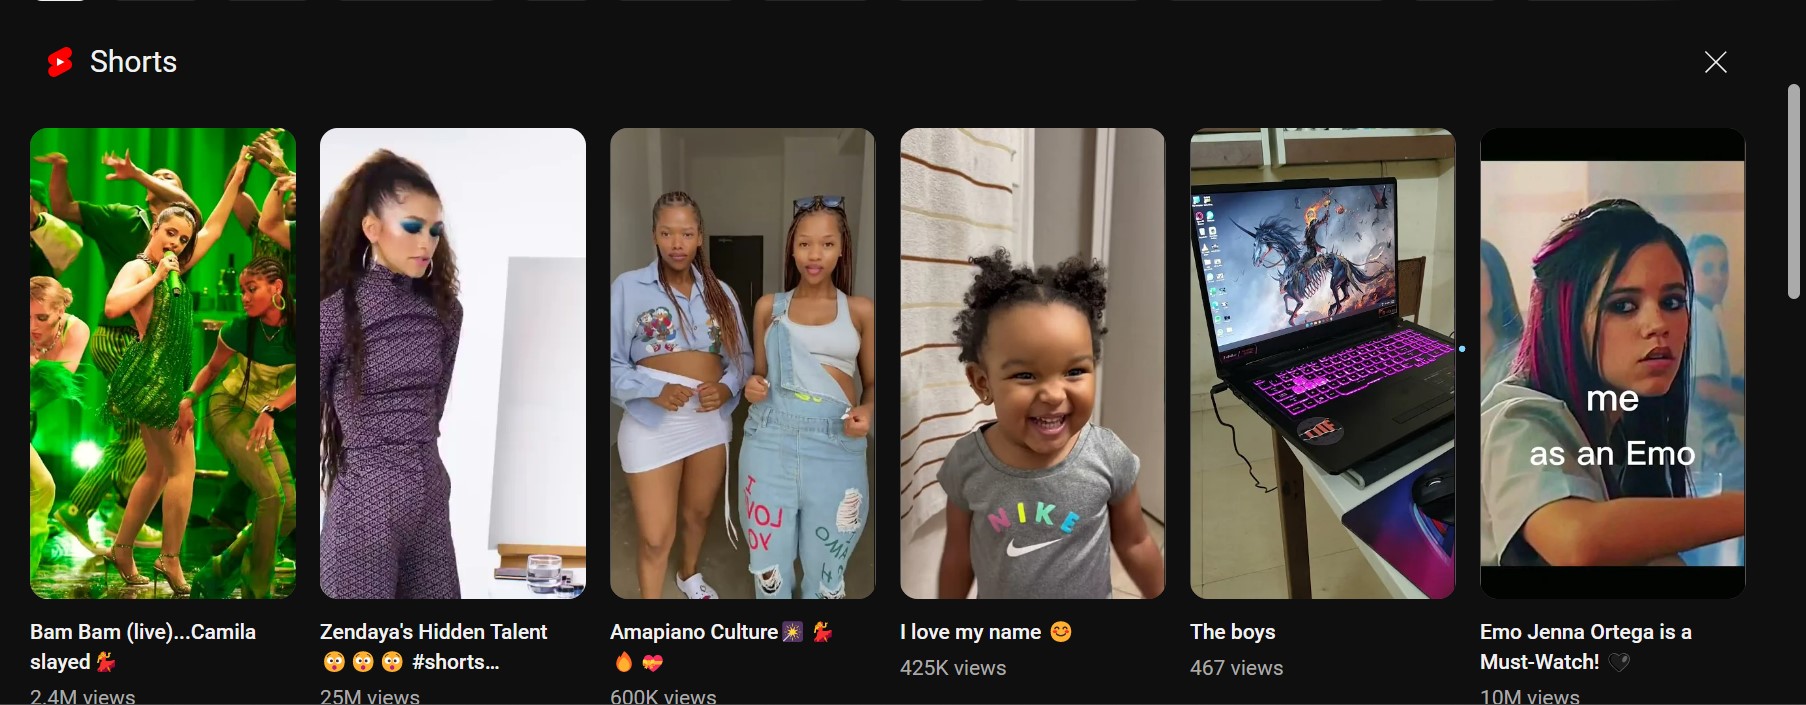 Shorts
me
as an Emo
NIKE
I
LOV
OY
Bam Bam (live)...Camila
slayed 💃
2.4M views
Zendaya's Hidden Talent
😳 😳 😳 #shorts...
25M views
Amapiano Culture🎆 💃
🔥 💝
600K views
I love my name 😊
425K views
The boys
467 views
Emo Jenna Ortega is a
Must-Watch! 🖤
10M views